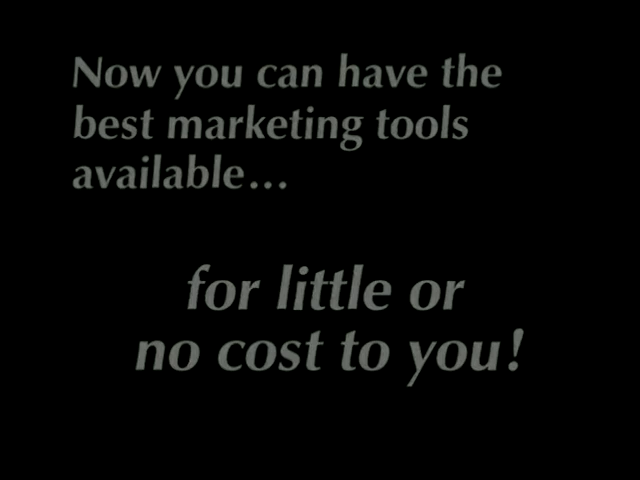 Now you can have the
best marketing tools
available...
for little or
no cost to you!